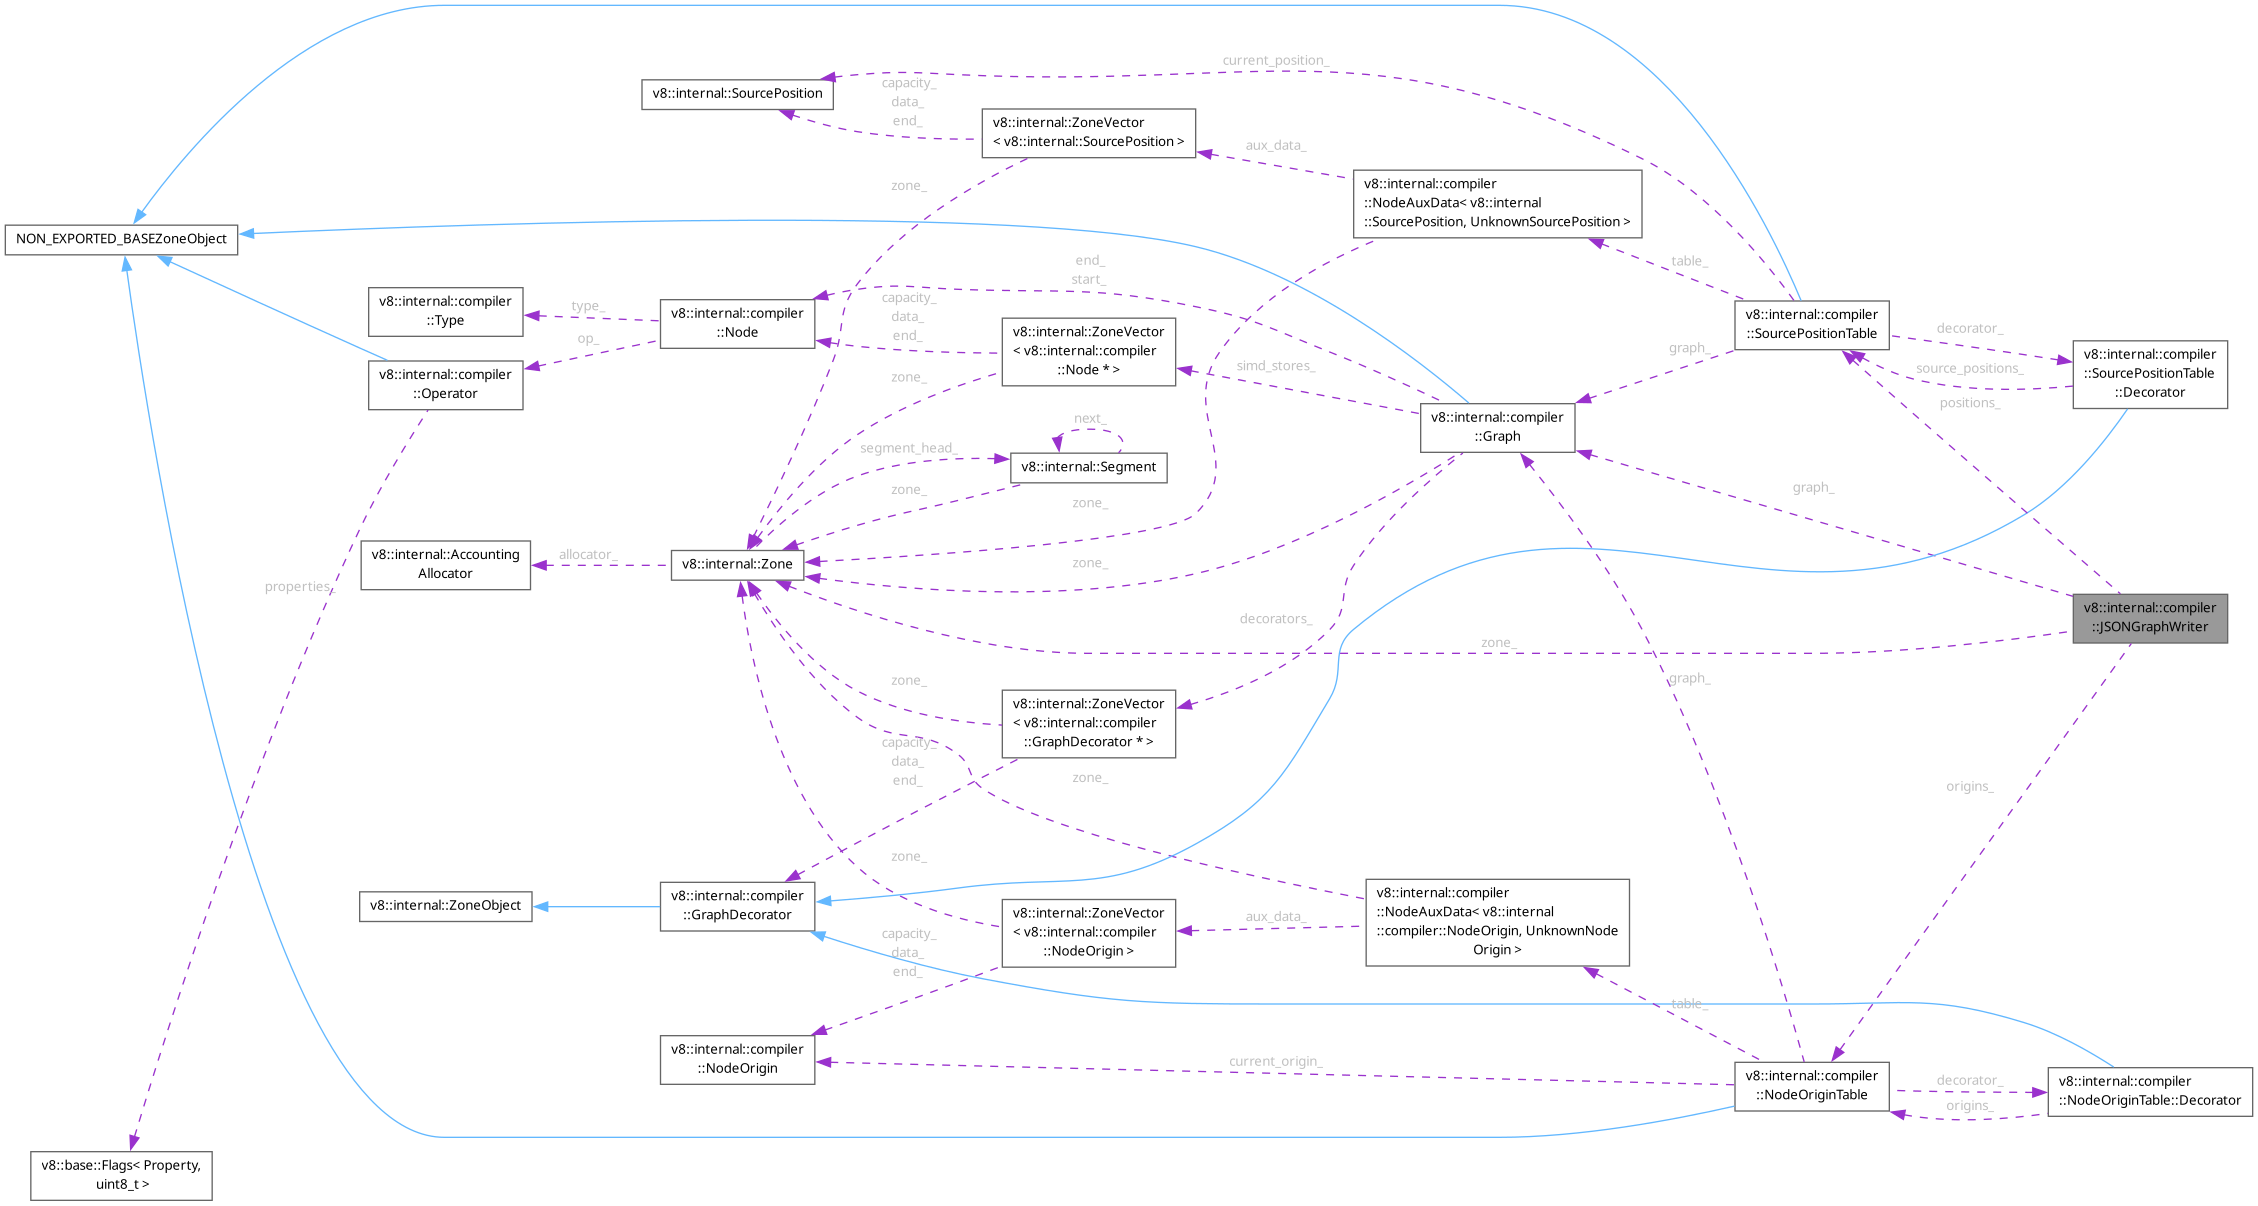 current_position_
v8::internal::SourcePosition
capacity_
data_
end_
v8::internal::ZoneVector
< v8::internal::SourcePosition >
aux_data_
zone_
v8::internal::compiler
::NodeAuxData< v8::internal
::SourcePosition, UnknownSourcePosition >
NON_EXPORTED_BASEZoneObject
table_
end_
start_
v8::internal::compiler
::Type
type_
op_
v8::internal::compiler
::Node
capacity_
data_
end_
v8::internal::ZoneVector
< v8::internal::compiler
::Node * >
simd_stores_
graph_
v8::internal::compiler
::SourcePositionTable
decorator_
source_positions_
positions_
v8::internal::compiler
::SourcePositionTable
::Decorator
v8::internal::compiler
::Operator
zone_
v8::internal::compiler
::Graph
next_
segment_head_
v8::internal::Segment
zone_
zone_
graph_
v8::internal::Accounting
Allocator
allocator_
v8::internal::Zone
zone_
properties_
decorators_
v8::internal::compiler
::JSONGraphWriter
zone_
zone_
graph_
v8::internal::ZoneVector
< v8::internal::compiler
::GraphDecorator * >
capacity_
data_
end_
zone_
origins_
zone_
v8::internal::ZoneObject
v8::internal::compiler
::GraphDecorator
v8::internal::ZoneVector
< v8::internal::compiler
::NodeOrigin >
aux_data_
v8::internal::compiler
::NodeAuxData< v8::internal
::compiler::NodeOrigin, UnknownNode
Origin >
capacity_
data_
end_
table_
v8::internal::compiler
::NodeOrigin
current_origin_
v8::internal::compiler
::NodeOriginTable
decorator_
origins_
v8::internal::compiler
::NodeOriginTable::Decorator
v8::base::Flags< Property,
uint8_t >